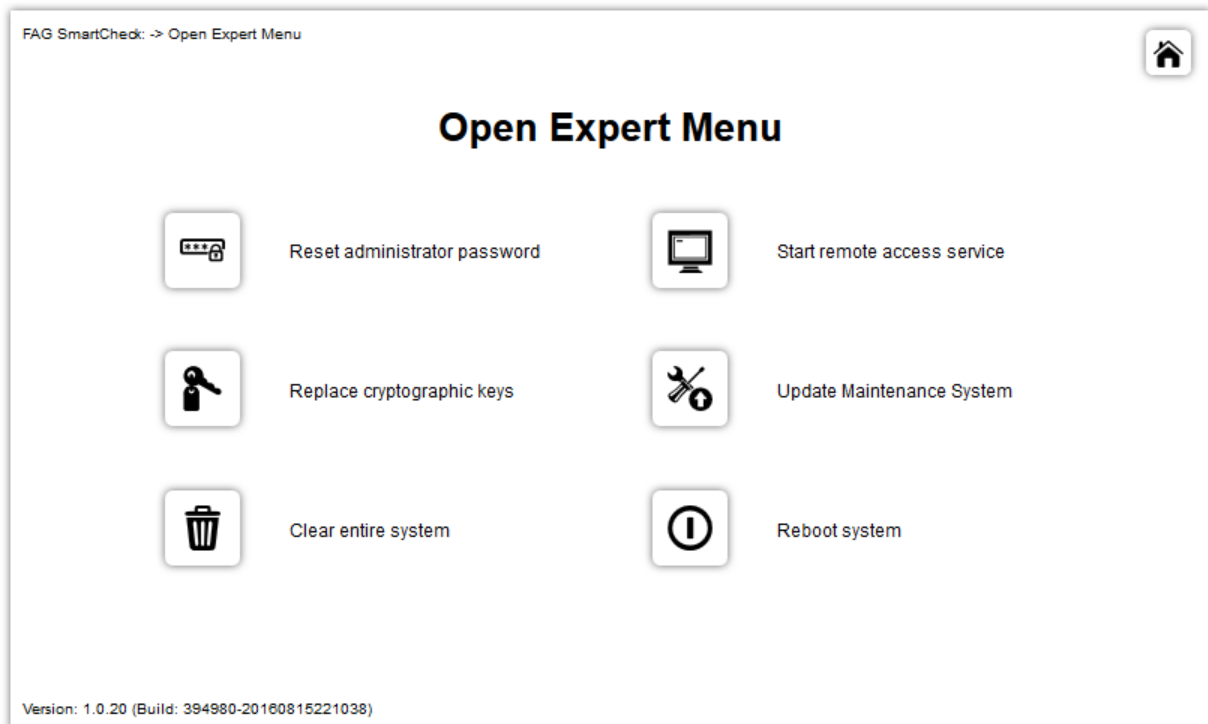 FAG SmartCheck: -> Open Expert Menu
Open Expert Menu
***
Reset administrator password
Start remote access service
Replace cryptographic keys
Update Maintenance System
Clear entire system
Reboot system
Version: 1.0.20 (Build: 394980-20160815221038)